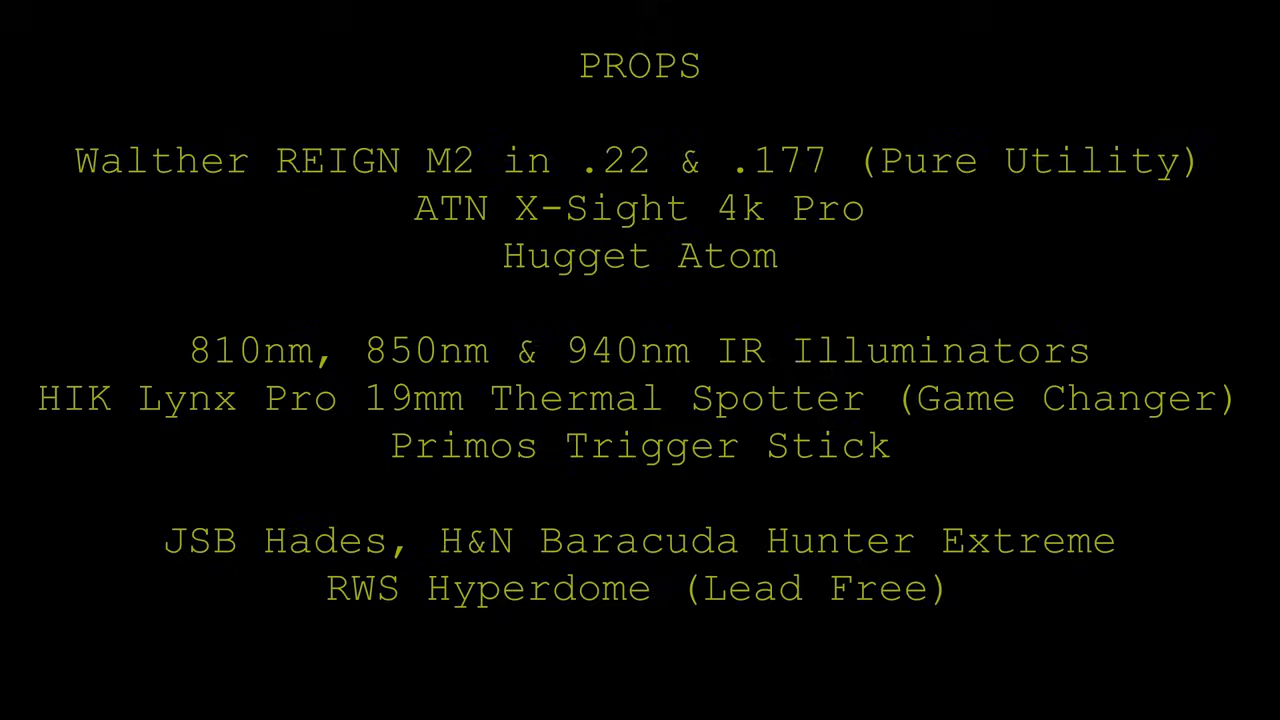 PROPS
Walther REIGN M2 in .22 & .177 (Pure Utility)
ATN X-Sight 4k Pro
Hugget Atom
810nm, 850nm & 940nm IR Illuminators
HIK Lynx Pro 19mm Thermal Spotter (Game Changer)
Primos Trigger Stick
JSB Hades, H&N Baracuda Hunter Extreme
RWS Hyperdome (Lead Free)